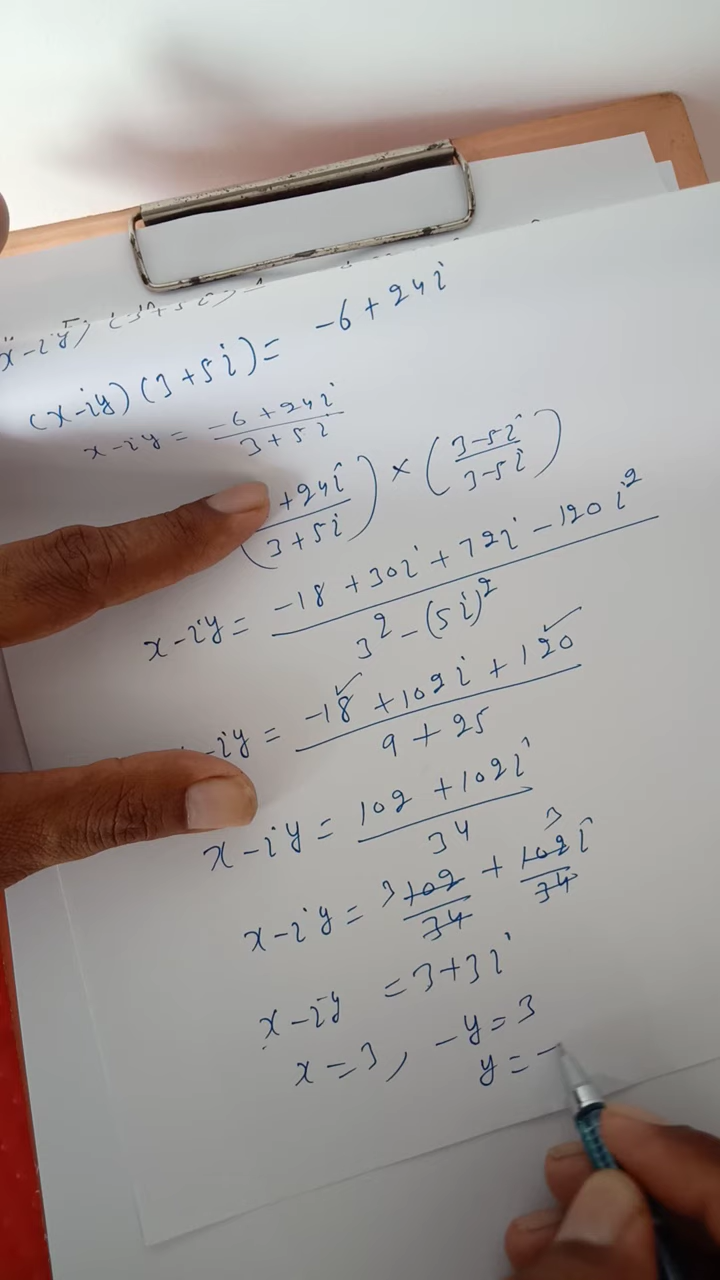 (x-iy)(3+5i)= -6+24i
x-iy = (-6+24i)/(3+5i)
+24i)/(3+5i) × ((3-5i)/(3-5i))
x-iy = (-18+30i+72i-120i²)/(3²-(5i)²)
-iy = (-18+102i+120)/(9+25)
x-iy = (102+102i)/34
x-iy = 3 102/34 + 3 102/34 i
x-iy = 3+3i
x=3, -y=3
y=-